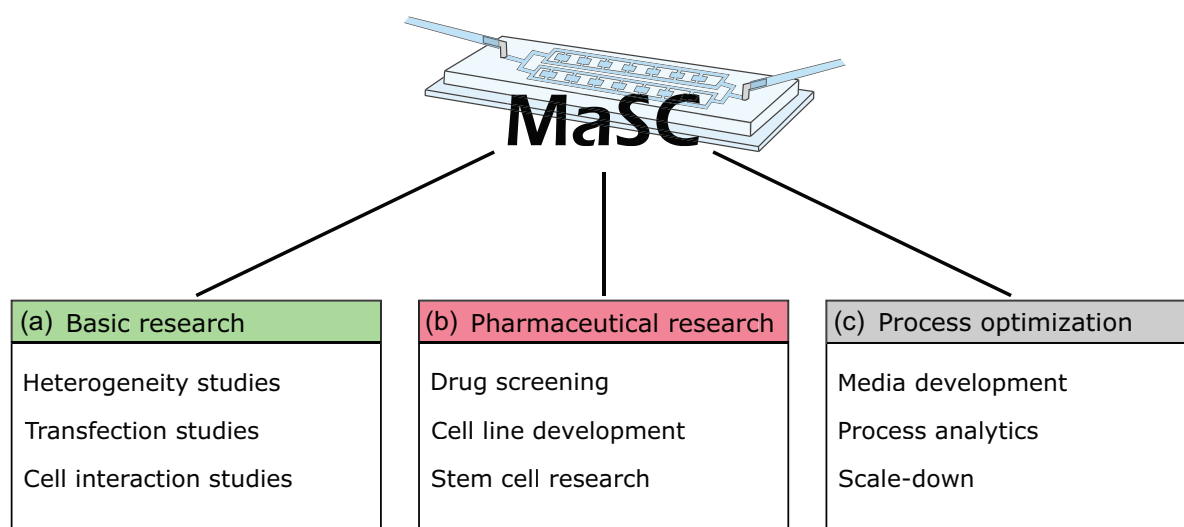 MaSC
(a) Basic research
Heterogeneity studies
Transfection studies
Cell interaction studies
(b) Pharmaceutical research
Drug screening
Cell line development
Stem cell research
(c) Process optimization
Media development
Process analytics
Scale-down